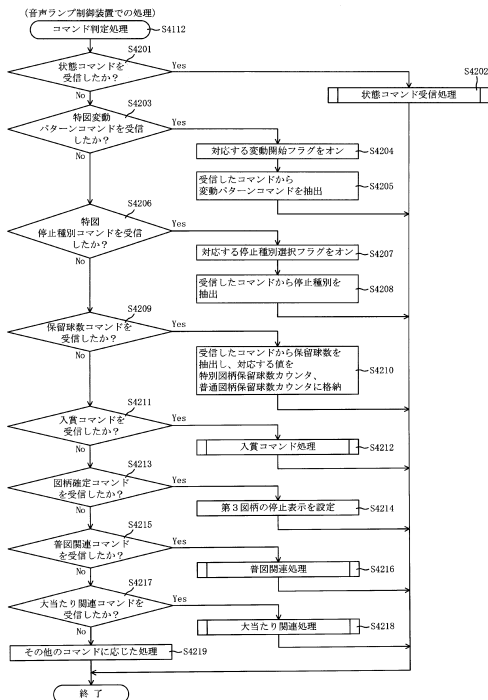 (音声ランプ制御装置での処理)
コマンド判定処理 S4112
S4201
状態コマンドを
受信したか?
Yes
No
S4202
状態コマンド受信処理
S4203
特図変動
パターンコマンドを受信
したか?
Yes
No
対応する変動開始フラグをオン S4204
受信したコマンドから
変動パターンコマンドを抽出 S4205
S4206
特図
停止種別コマンドを受信
したか?
Yes
No
対応する停止種別選択フラグをオン S4207
受信したコマンドから停止種別を
抽出 S4208
S4209
保留球数コマンドを
受信したか?
Yes
No
受信したコマンドから保留球数を
抽出し、対応する値を
特別図柄保留球数カウンタ、
普通図柄保留球数カウンタに格納 S4210
S4211
入賞コマンドを
受信したか?
Yes
No
入賞コマンド処理 S4212
S4213
図柄確定コマンド
を受信したか?
Yes
No
第3図柄の停止表示を設定 S4214
S4215
普図関連コマンド
を受信したか?
Yes
No
普図関連処理 S4216
S4217
大当たり関連コマンドを
受信したか?
Yes
No
大当たり関連処理 S4218
その他のコマンドに応じた処理 S4219
終了